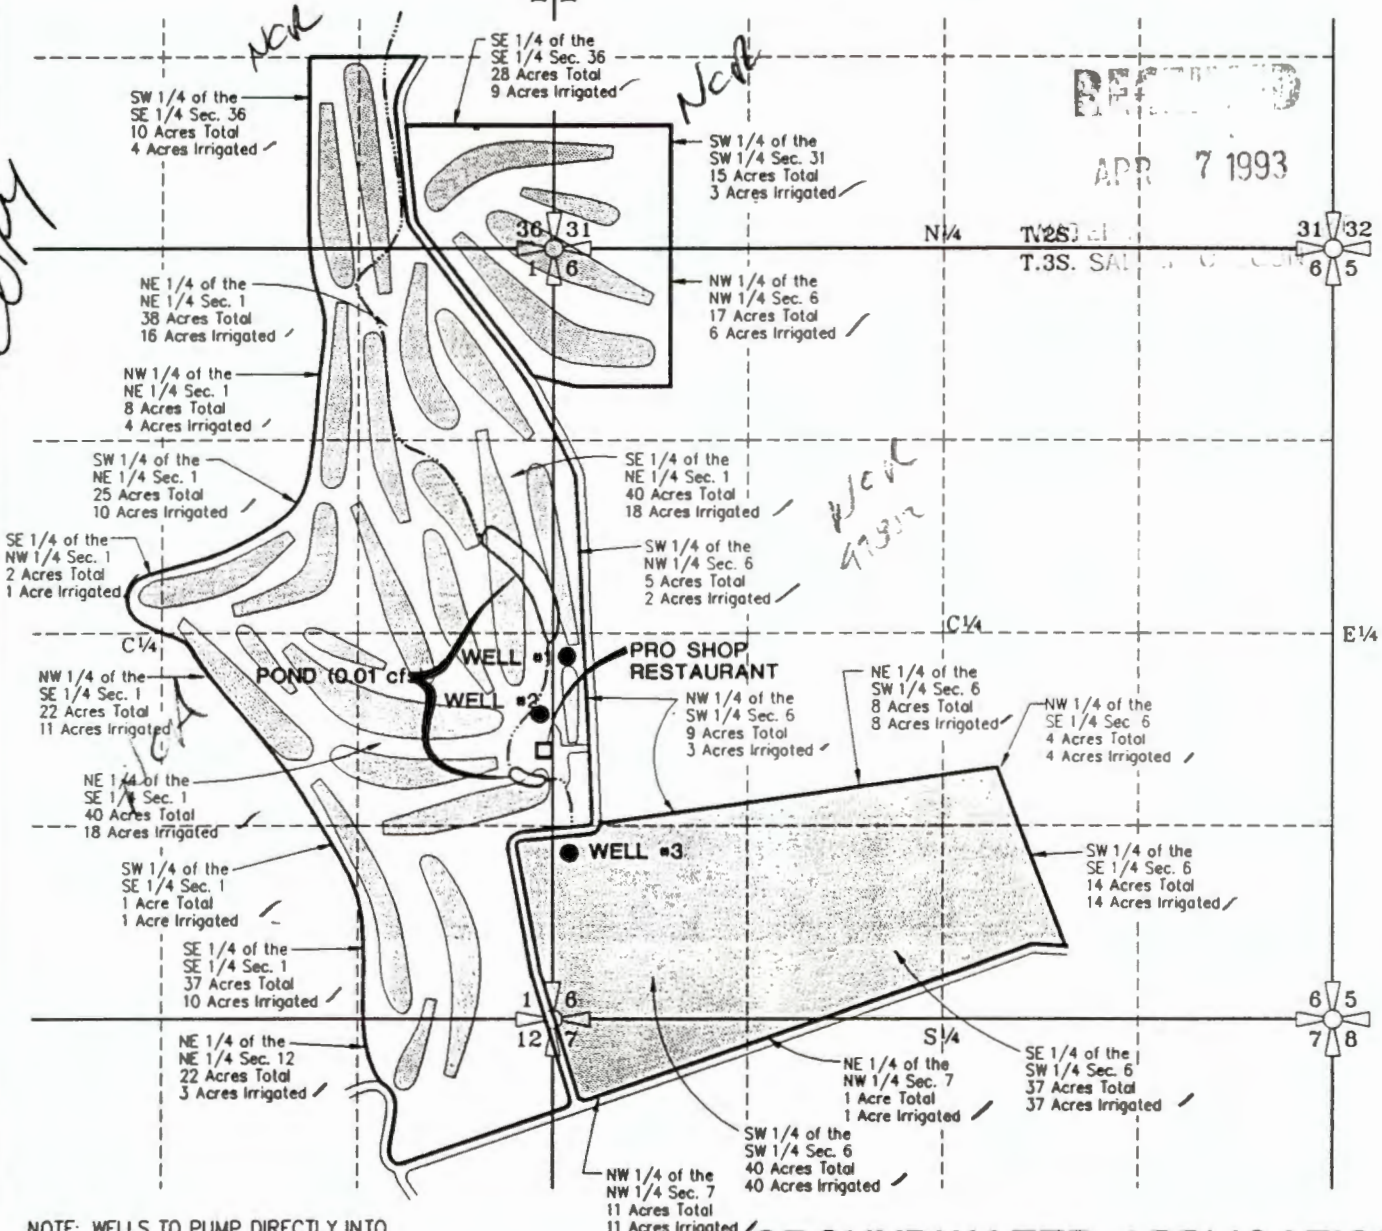 NCR
SE 1/4 of the
SE 1/4 Sec. 36
28 Acres Total
9 Acres Irrigated
NCR
SW 1/4 of the
SE 1/4 Sec. 36
10 Acres Total
4 Acres Irrigated
SW 1/4 of the
SW 1/4 Sec. 31
15 Acres Total
3 Acres Irrigated
APR 7 1993
36 31
1 6
N1/4
T.2S.
T.3S.
31 32
6 5
NE 1/4 of the
NE 1/4 Sec. 1
38 Acres Total
16 Acres Irrigated
NW 1/4 of the
NW 1/4 Sec. 6
17 Acres Total
6 Acres Irrigated
NW 1/4 of the
NE 1/4 Sec. 1
8 Acres Total
4 Acres Irrigated
SW 1/4 of the
NE 1/4 Sec. 1
25 Acres Total
10 Acres Irrigated
SE 1/4 of the
NE 1/4 Sec. 1
40 Acres Total
18 Acres Irrigated
NCR
SE 1/4 of the
NW 1/4 Sec. 1
2 Acres Total
1 Acre Irrigated
SW 1/4 of the
NW 1/4 Sec. 6
5 Acres Total
2 Acres Irrigated
C1/4
C1/4
E1/4
WELL #1
PRO SHOP
RESTAURANT
POND (0.01 cfs
WELL #2
NW 1/4 of the
SE 1/4 Sec. 1
22 Acres Total
11 Acres Irrigated
NW 1/4 of the
SW 1/4 Sec. 6
9 Acres Total
3 Acres Irrigated
NE 1/4 of the
SW 1/4 Sec. 6
8 Acres Total
8 Acres Irrigated
NW 1/4 of the
SE 1/4 Sec. 6
4 Acres Total
4 Acres Irrigated
NE 1/4 of the
SE 1/4 Sec. 1
40 Acres Total
18 Acres Irrigated
WELL #3
SW 1/4 of the
SE 1/4 Sec. 1
1 Acre Total
1 Acre Irrigated
SW 1/4 of the
SE 1/4 Sec. 6
14 Acres Total
14 Acres Irrigated
SE 1/4 of the
SE 1/4 Sec. 1
37 Acres Total
10 Acres Irrigated
1 6
12 7
S1/4
6 5
7 8
NE 1/4 of the
NE 1/4 Sec. 12
22 Acres Total
3 Acres Irrigated
NE 1/4 of the
NW 1/4 Sec. 7
1 Acre Total
1 Acre Irrigated
SE 1/4 of the
SW 1/4 Sec. 6
37 Acres Total
37 Acres Irrigated
SW 1/4 of the
SW 1/4 Sec. 6
40 Acres Total
40 Acres Irrigated
NW 1/4 of the
NW 1/4 Sec. 7
11 Acres Total
11 Acres Irrigated
NOTE: WELLS TO PUMP DIRECTLY INTO